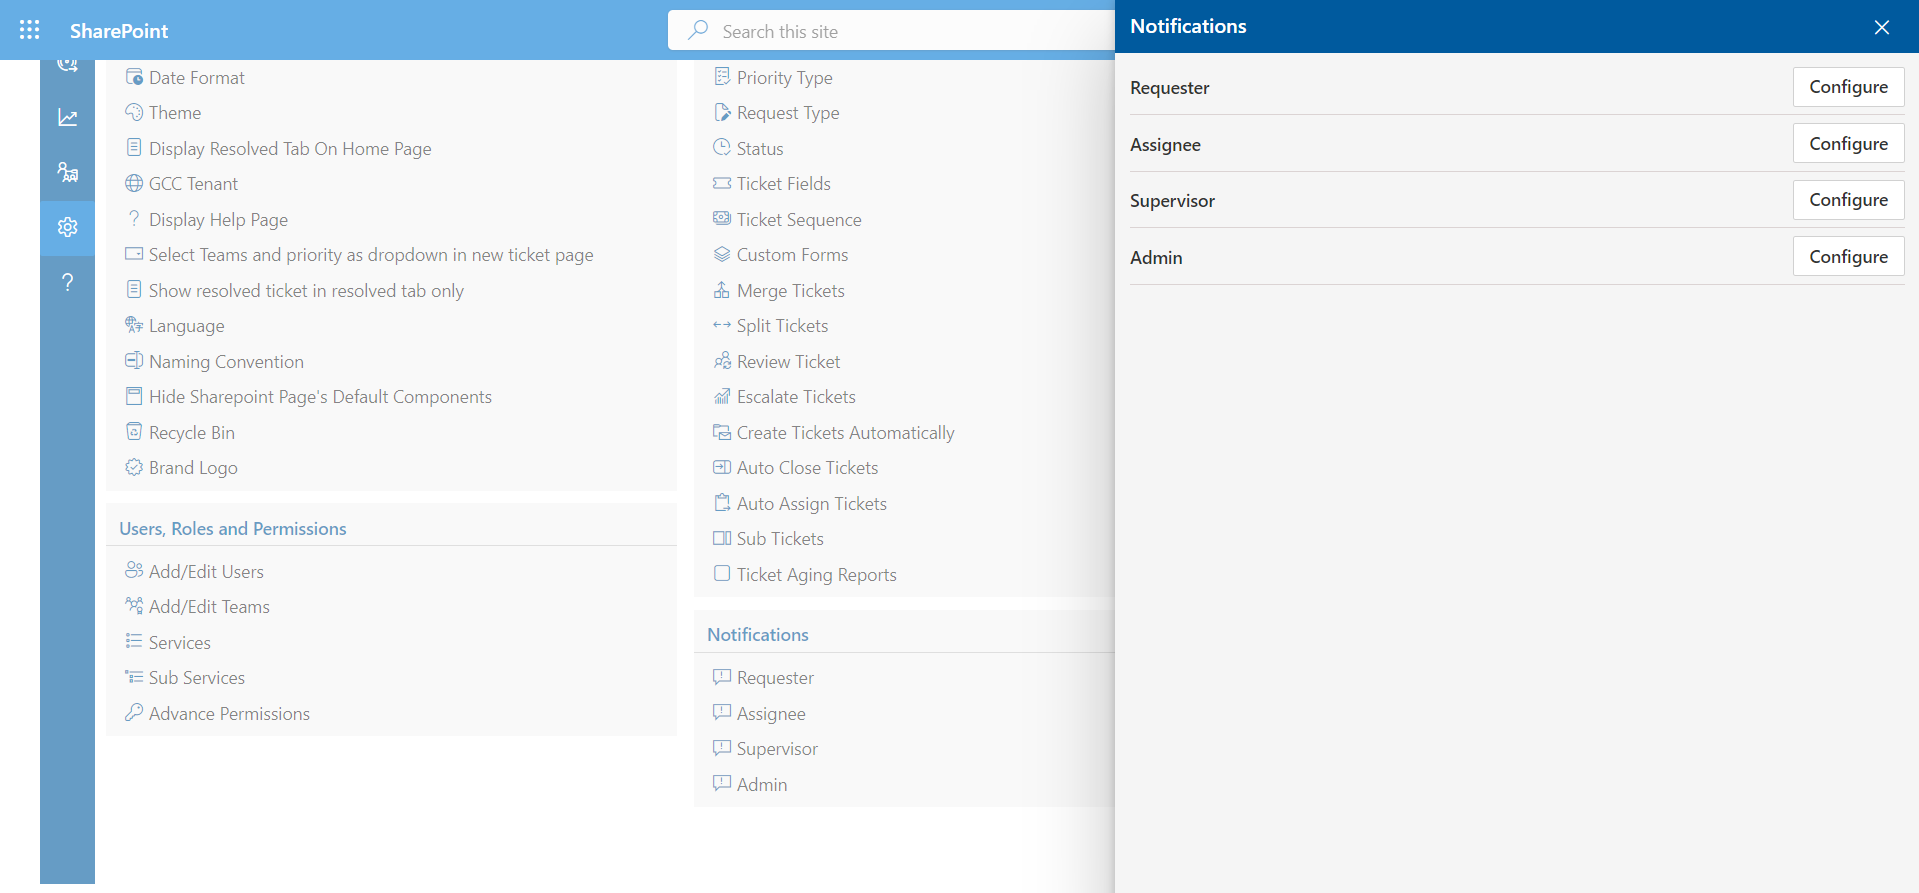 SharePoint
Search this site
Date Format
Theme
Display Resolved Tab On Home Page
GCC Tenant
Display Help Page
Select Teams and priority as dropdown in new ticket page
Show resolved ticket in resolved tab only
Language
Naming Convention
Hide Sharepoint Page's Default Components
Recycle Bin
Brand Logo
Users, Roles and Permissions
Add/Edit Users
Add/Edit Teams
Services
Sub Services
Advance Permissions
Priority Type
Request Type
Status
Ticket Fields
Ticket Sequence
Custom Forms
Merge Tickets
Split Tickets
Review Ticket
Escalate Tickets
Create Tickets Automatically
Auto Close Tickets
Auto Assign Tickets
Sub Tickets
Ticket Aging Reports
Notifications
Requester
Assignee
Supervisor
Admin
Notifications
Requester Configure
Assignee Configure
Supervisor Configure
Admin Configure